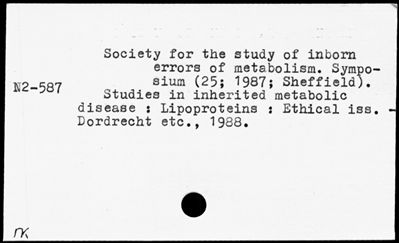 Society for the study of inborn
errors of metabolism. Sympo-
sium (25; 1987; Sheffield).
N2-587
Studies in inherited metabolic
disease : Lipoproteins : Ethical iss.
Dordrecht etc., 1988.